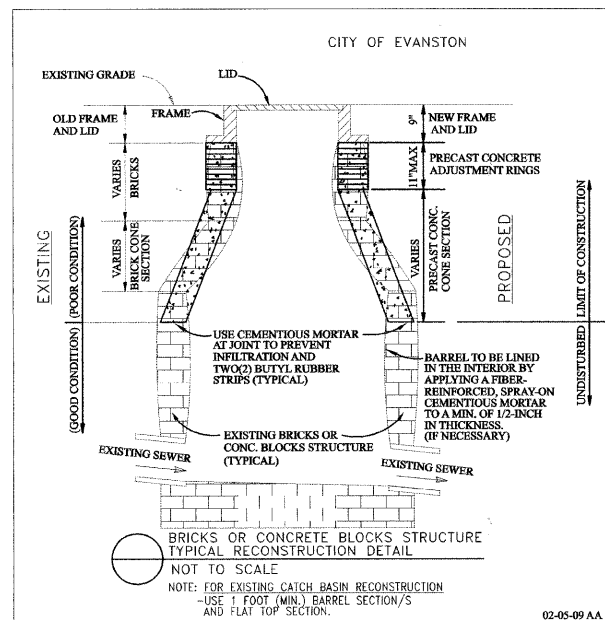 CITY OF EVANSTON
EXISTING GRADE
LID
FRAME
OLD FRAME
AND LID
9"
NEW FRAME
AND LID
VARIES
BRICKS
11"MAX
PRECAST CONCRETE
ADJUSTMENT RINGS
EXISTING
(GOOD CONDITION) (POOR CONDITION)
VARIES
BRICK CONE
SECTION
VARIES
PRECAST CONC.
CONE SECTION
PROPOSED
UNDISTURBED LIMIT OF CONSTRUCTION
USE CEMENTIOUS MORTAR
AT JOINT TO PREVENT
INFILTRATION AND
TWO(2) BUTYL RUBBER
STRIPS (TYPICAL)
BARREL TO BE LINED
IN THE INTERIOR BY
APPLYING A FIBER-
REINFORCED, SPRAY-ON
CEMENTIOUS MORTAR
TO A MIN. OF 1/2-INCH
IN THICKNESS.
(IF NECESSARY)
EXISTING BRICKS OR
CONC. BLOCKS STRUCTURE
(TYPICAL)
EXISTING SEWER
EXISTING SEWER
BRICKS OR CONCRETE BLOCKS STRUCTURE
TYPICAL RECONSTRUCTION DETAIL
NOT TO SCALE
NOTE: FOR EXISTING CATCH BASIN RECONSTRUCTION
-USE 1 FOOT (MIN.) BARREL SECTION/S
AND FLAT TOP SECTION.
02-05-09 AA